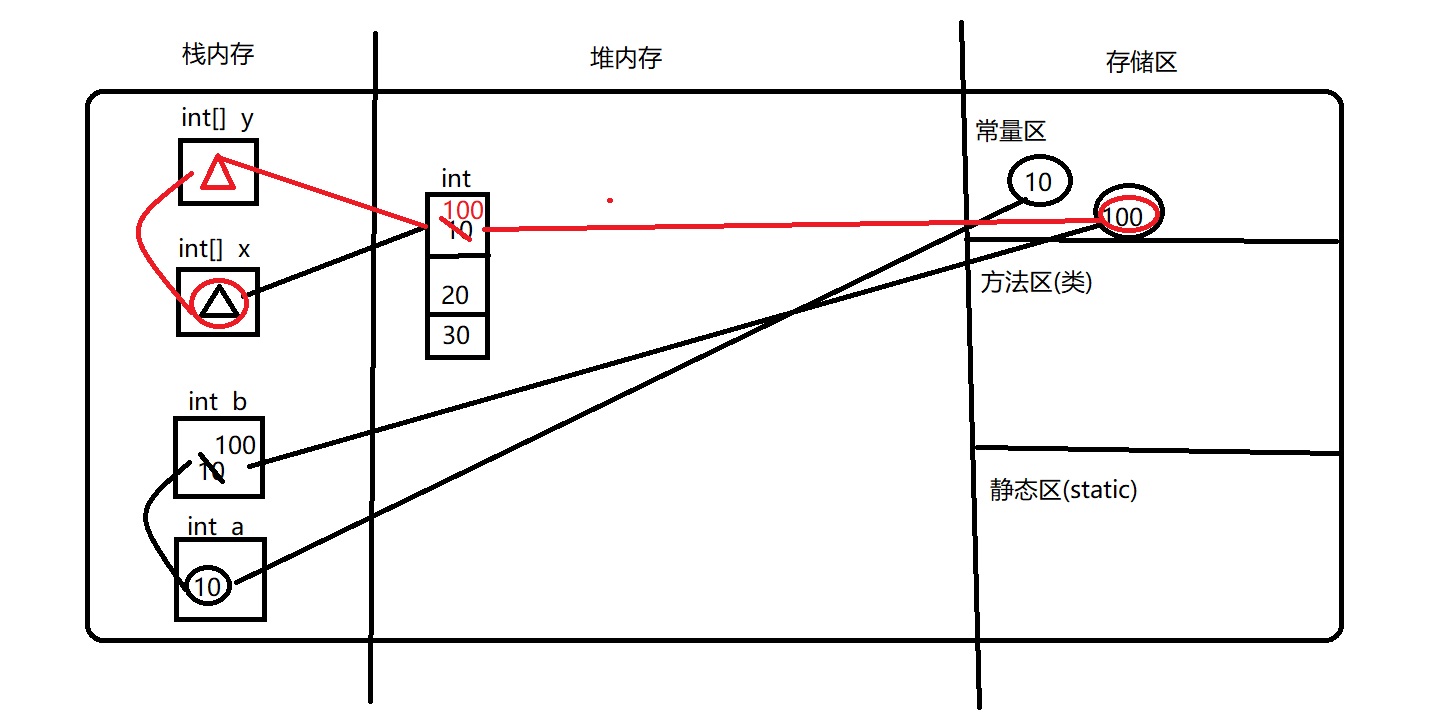 栈内存
堆内存
存储区
int[] y
int[] x
int b
100
10
int a
10
int
100
10
20
30
常量区
10
100
方法区(类)
静态区(static)